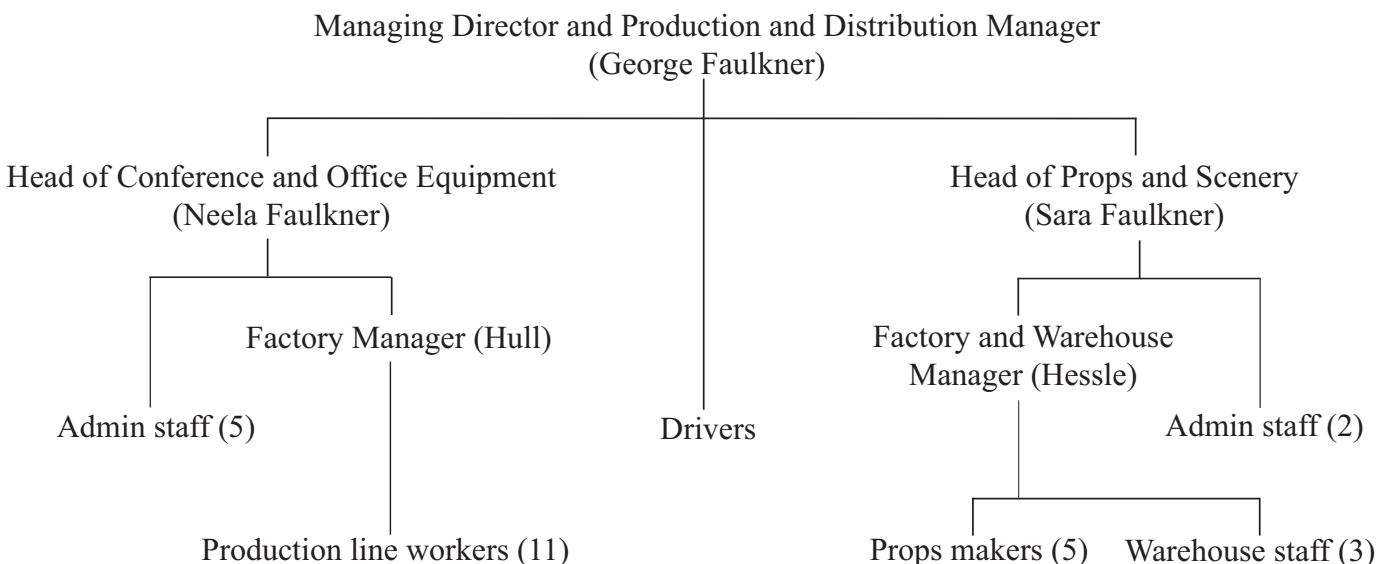 Managing Director and Production and Distribution Manager
(George Faulkner)
Head of Conference and Office Equipment
(Neela Faulkner)
Head of Props and Scenery
(Sara Faulkner)
Factory Manager (Hull)
Factory and Warehouse
Manager (Hessle)
Admin staff (5)
Drivers
Admin staff (2)
Production line workers (11)
Props makers (5)
Warehouse staff (3)